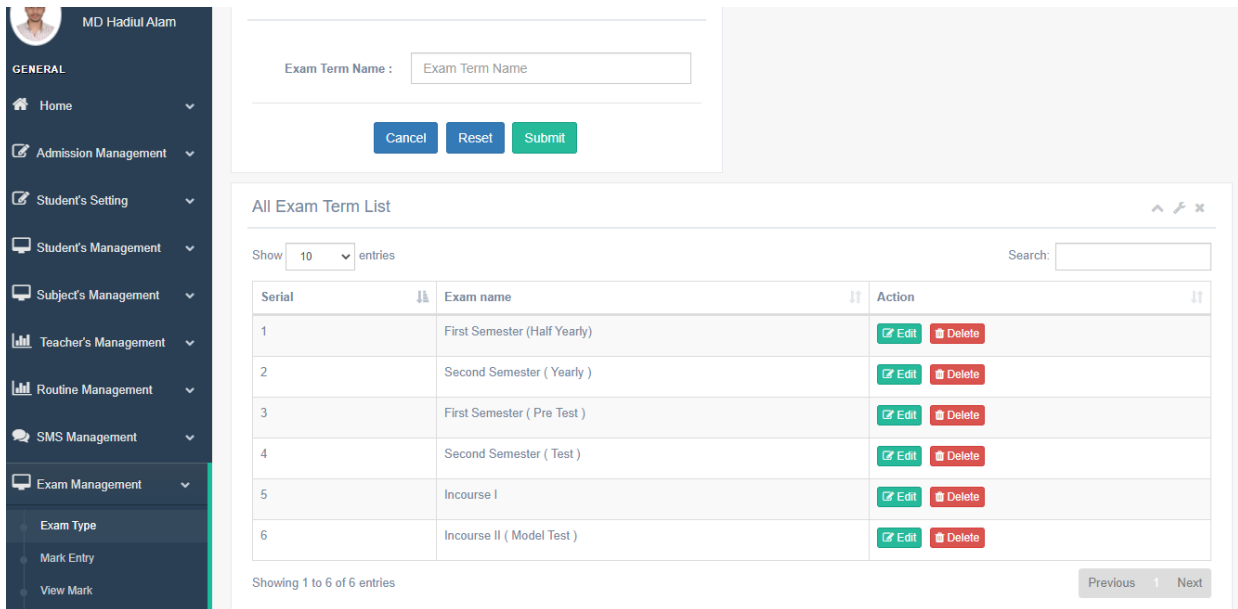 MD Hadiul Alam
GENERAL
Home
Admission Management
Student's Setting
Student's Management
Subject's Management
Teacher's Management
Routine Management
SMS Management
Exam Management
Exam Type
Mark Entry
View Mark
Exam Term Name : Exam Term Name
Cancel Reset Submit
All Exam Term List
Show 10 entries Search:
Serial Exam name Action
1 First Semester (Half Yearly) Edit Delete
2 Second Semester ( Yearly ) Edit Delete
3 First Semester ( Pre Test ) Edit Delete
4 Second Semester ( Test ) Edit Delete
5 Incourse I Edit Delete
6 Incourse II ( Model Test ) Edit Delete
Showing 1 to 6 of 6 entries Previous 1 Next